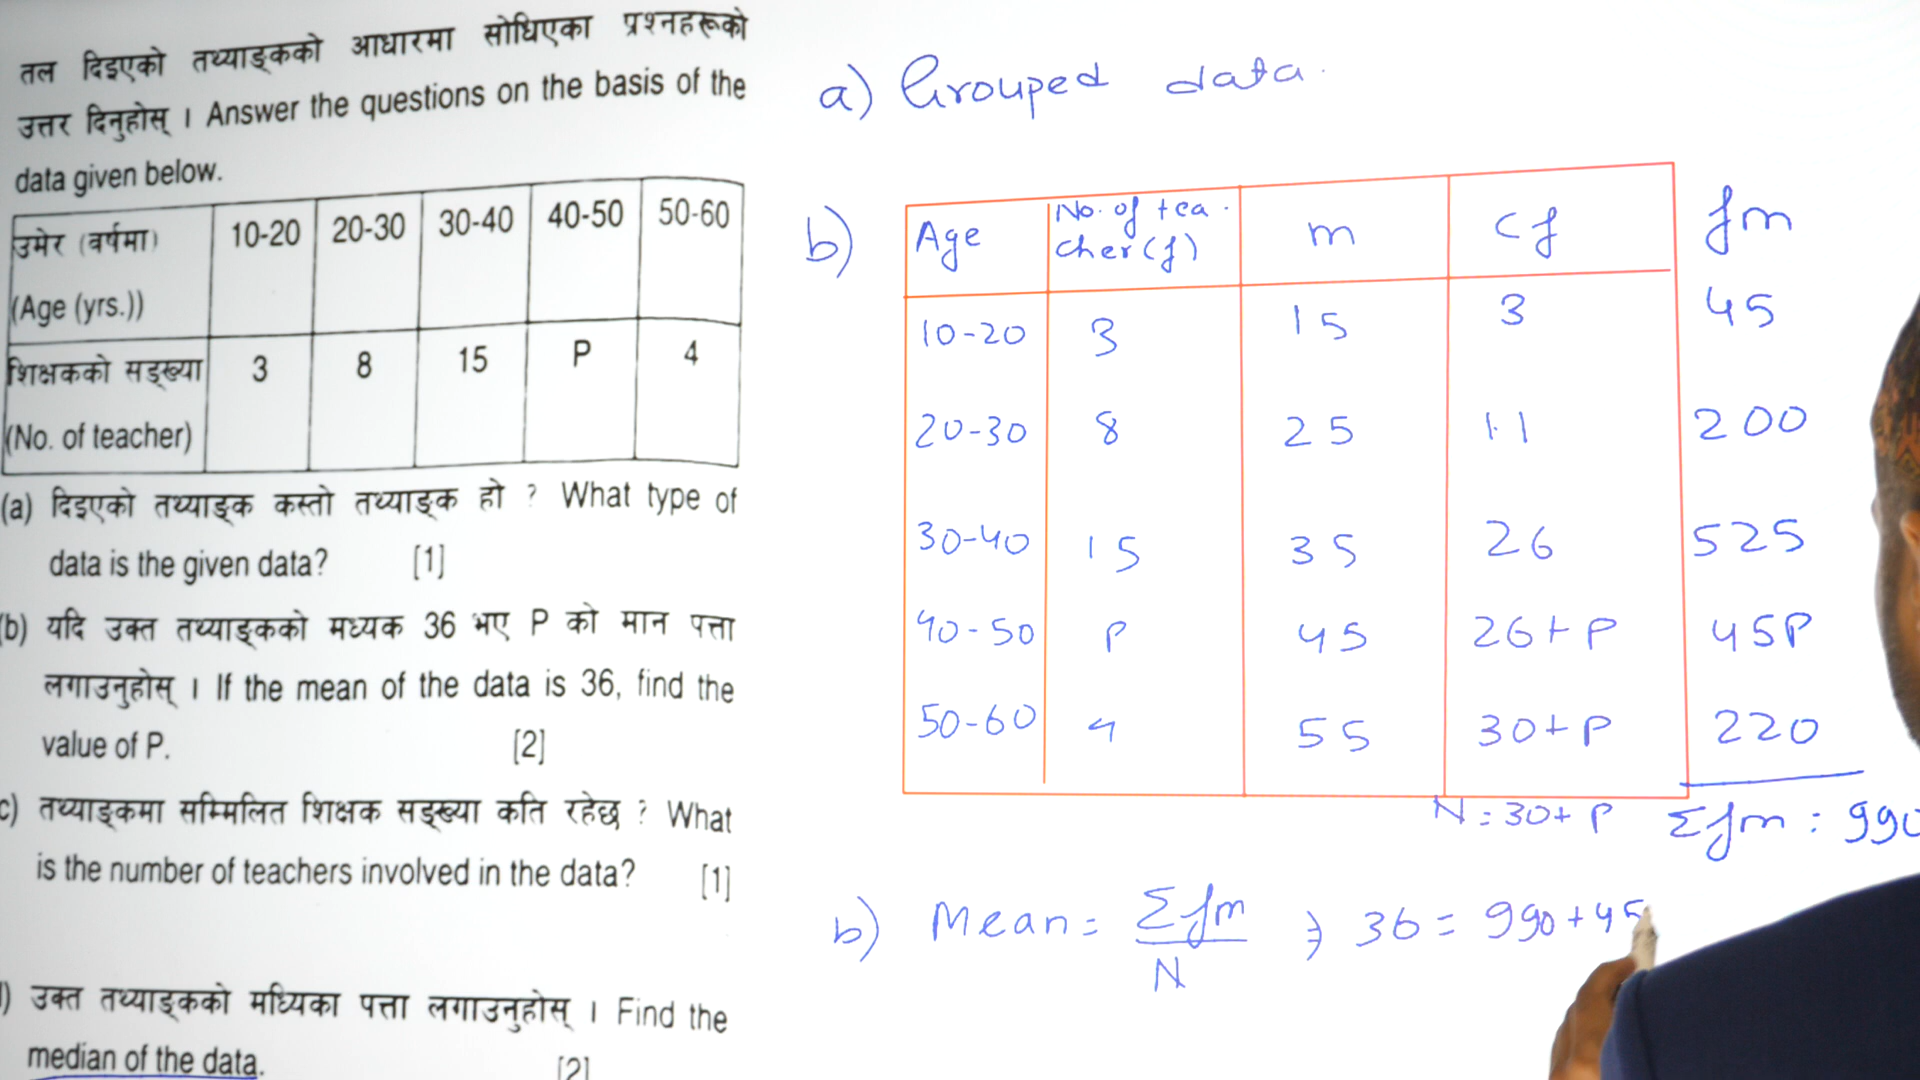 तल दिइएको तथ्याङ्कको आधारमा सोधिएका प्रश्नहरूको
उत्तर दिनुहोस् । Answer the questions on the basis of the
data given below.
उमेर (वर्षमा) 10-20 20-30 30-40 40-50 50-60
(Age (yrs.))
शिक्षकको सङ्ख्या 3 8 15 P 4
(No. of teacher)
(a) दिइएको तथ्याङ्क कस्तो तथ्याङ्क हो ? What type of
data is the given data? [1]
b) यदि उक्त तथ्याङ्कको मध्यक 36 भए P को मान पत्ता
लगाउनुहोस् । If the mean of the data is 36, find the
value of P. [2]
c) तथ्याङ्कमा सम्मिलित शिक्षक सङ्ख्या कति रहेछ ? What
is the number of teachers involved in the data? [1]
) उक्त तथ्याङ्कको मध्यिका पत्ता लगाउनुहोस् । Find the
median of the data. [2]
a) Grouped data.
b)
Age No. of tea. m cf fm
cher (f)
10-20 3 15 3 45
20-30 8 25 11 200
30-40 15 35 26 525
40-50 P 45 26+P 45P
50-60 4 55 30+P 220
N = 30+P Σfm = 990
b) Mean = Σfm / N ⇒ 36 = 990+45